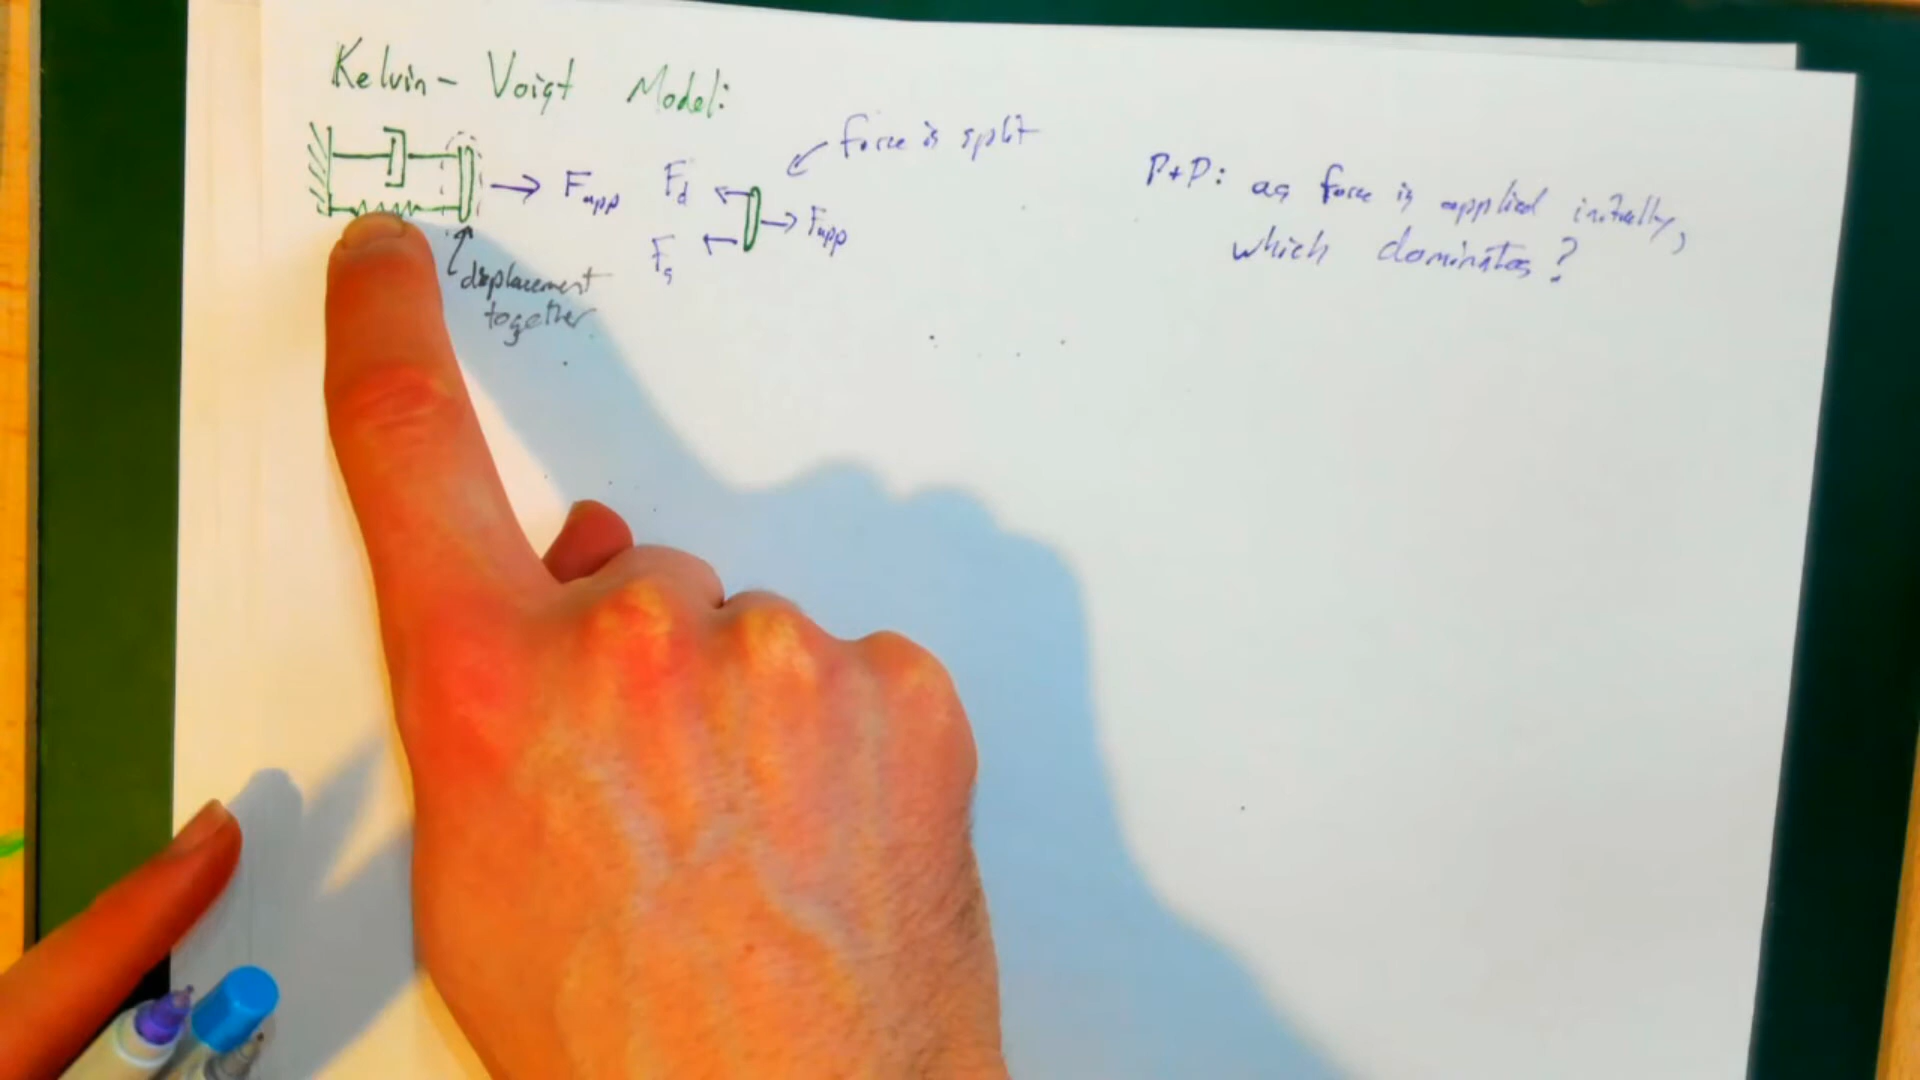 Kelvin - Voigt Model:
Force is split
F_app
F_d
F_s
F_app
displacement
together
P+P: as force is applied initially,
which dominates?